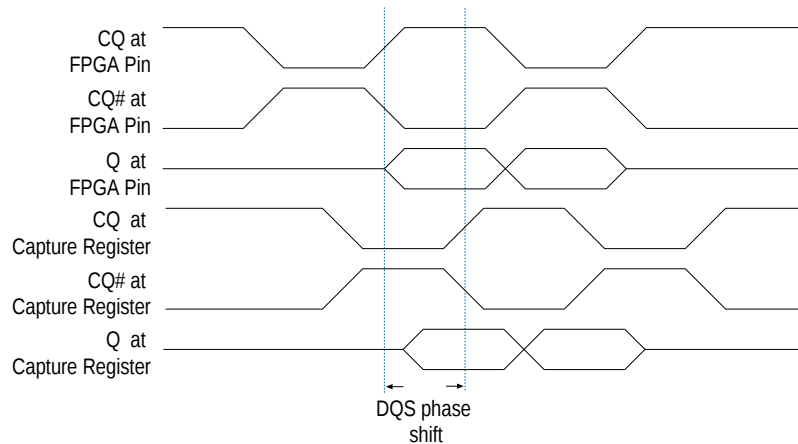 CQ at
FPGA Pin
CQ# at
FPGA Pin
Q at
FPGA Pin
CQ at
Capture Register
CQ# at
Capture Register
Q at
Capture Register
DQS phase
shift